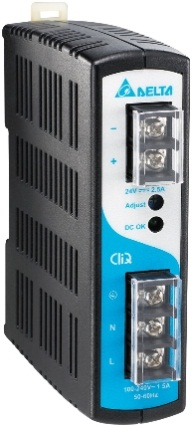 DELTA
−
+
24V⎓2.5A
Adjust
DC OK
CliQ
N
L
100-240V~ 1.5A
50-60Hz